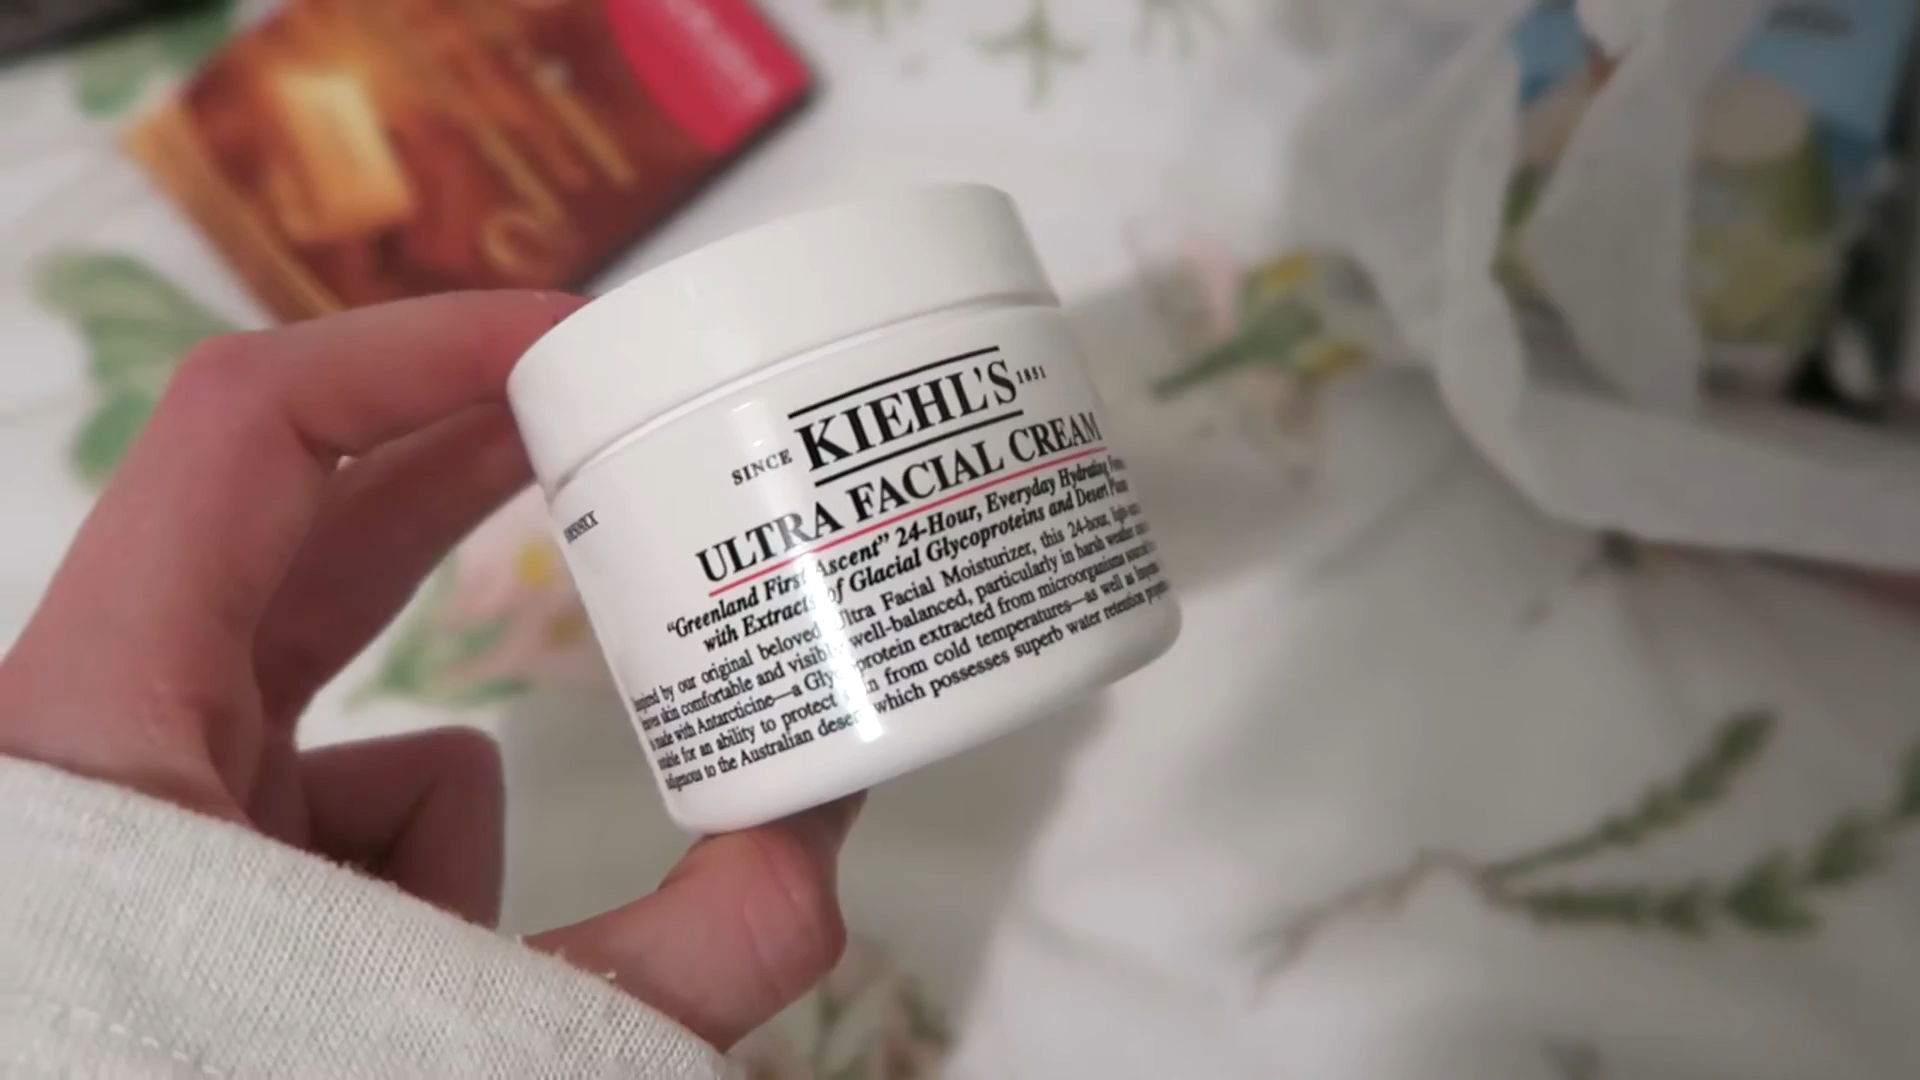 SINCE KIEHL'S 1851
ULTRA FACIAL CREAM
"Greenland First Ascent" 24-Hour, Everyday Hydrating
with Extracts of Glacial Glycoproteins and Desert
by our original beloved Ultra Facial Moisturizer, this 24-hour,
skin comfortable and visibly well-balanced, particularly in harsh weather
made with Antarcticine—a Glycoprotein extracted from microorganisms
for an ability to protect skin from cold temperatures—as well as
to the Australian desert which possesses superb water retention